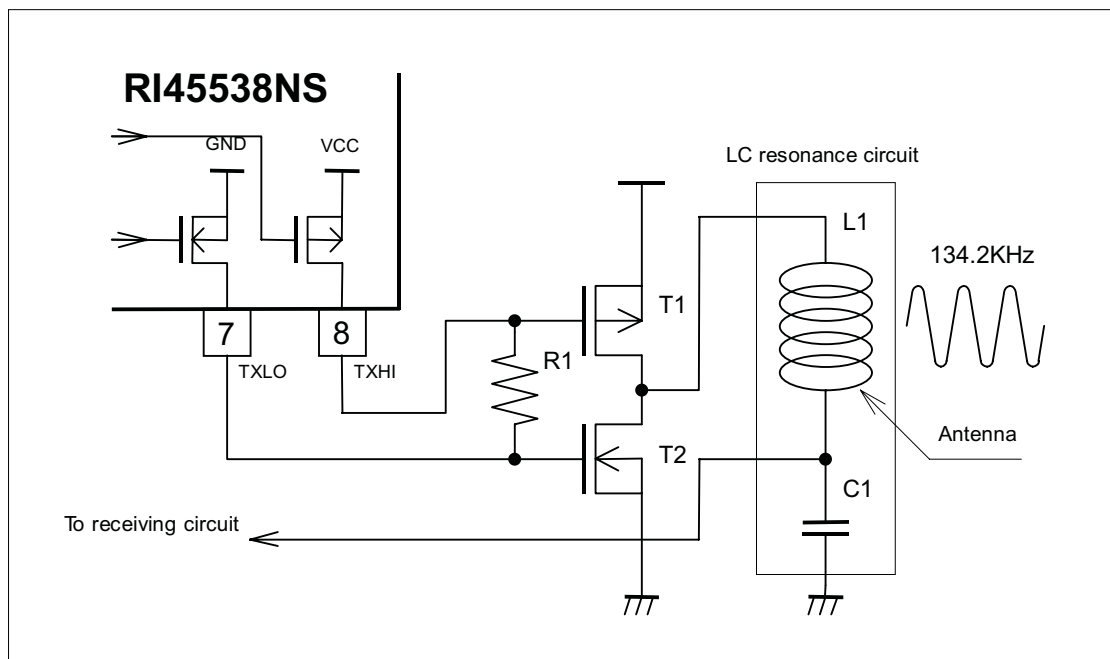 RI45538NS
GND
VCC
LC resonance circuit
L1
134.2KHz
T1
7
8
TXLO
TXHI
R1
T2
Antenna
C1
To receiving circuit